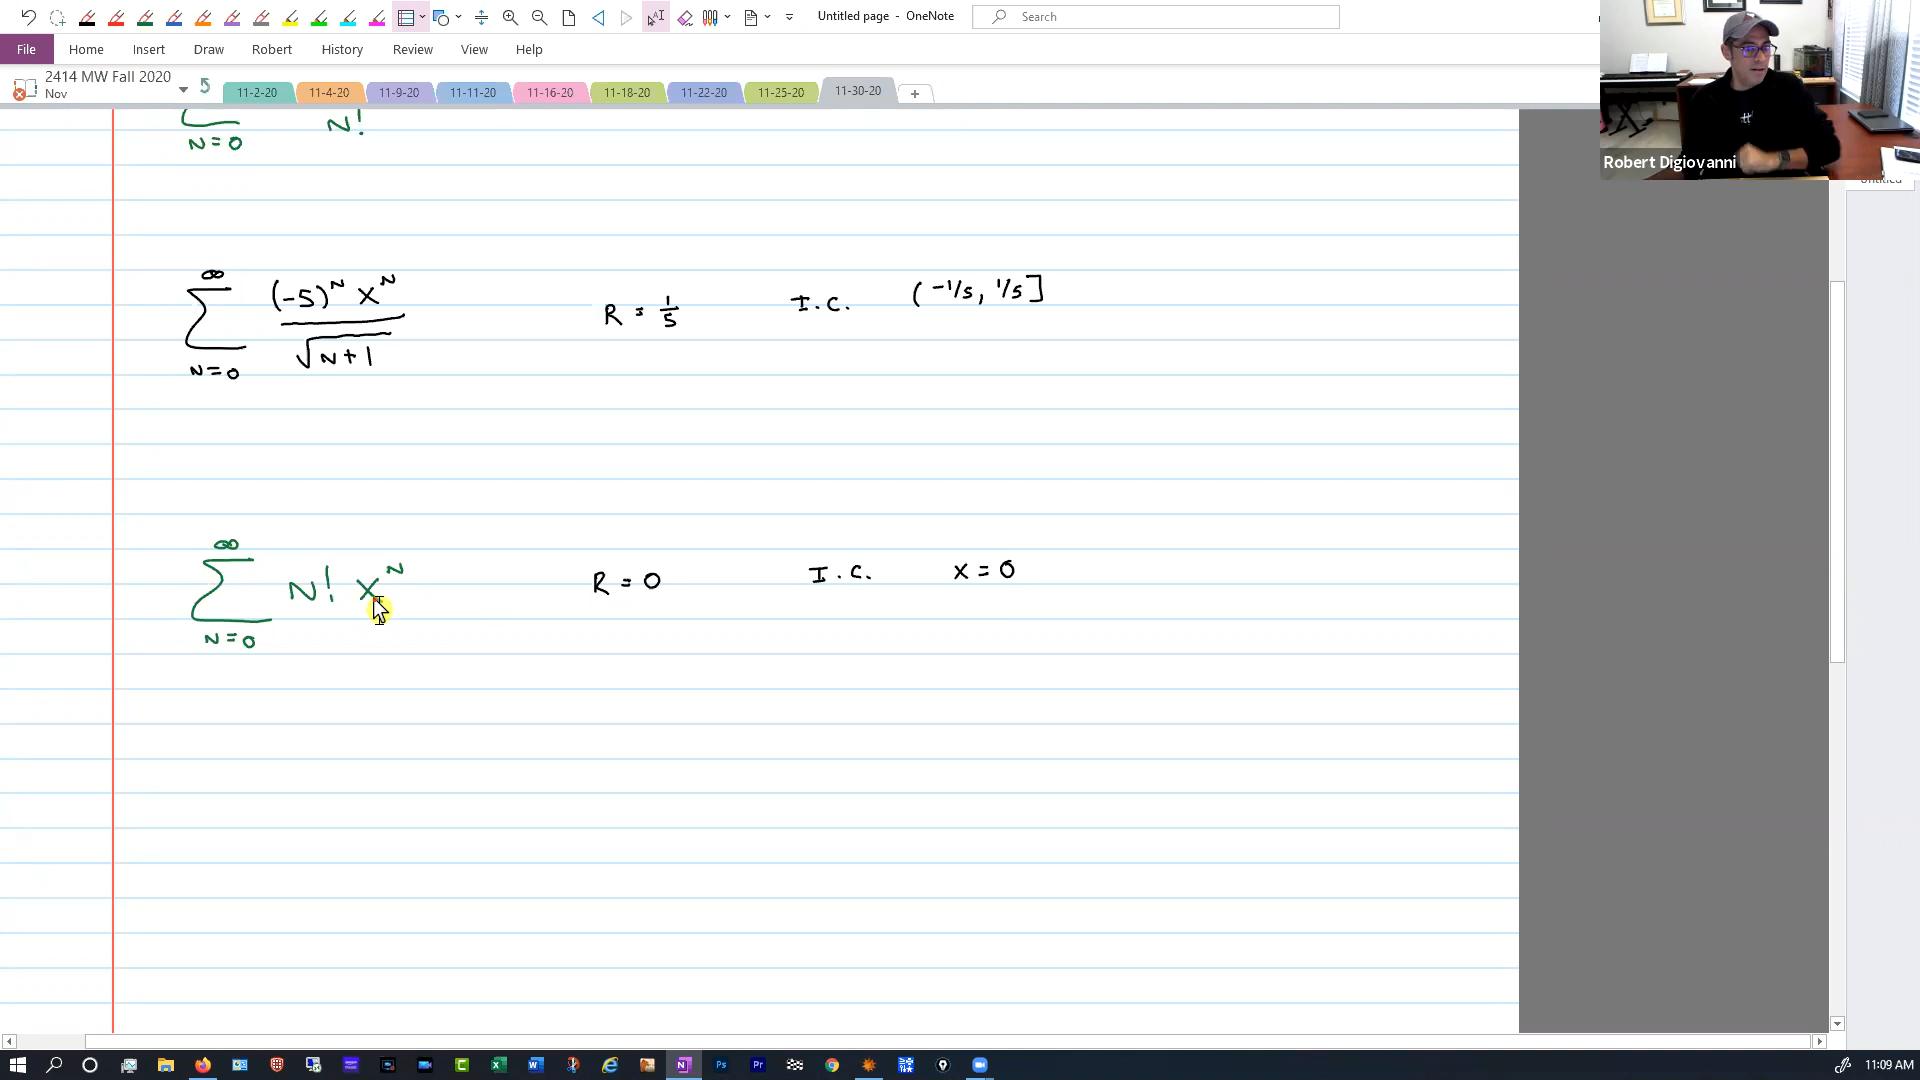 Untitled page - OneNote
Search
File Home Insert Draw Robert History Review View Help
2414 MW Fall 2020
Nov
11-2-20 11-4-20 11-9-20 11-11-20 11-16-20 11-18-20 11-22-20 11-25-20 11-30-20 +
Robert Digiovanni
Untitled
N = 0 N!
∞
∑ (-5)^N X^N / √N+1 R = 1/5 I.C. (-1/5, 1/5]
N = 0
∞
∑ N! X^N R = 0 I.C. X = 0
N = 0
11:09 AM